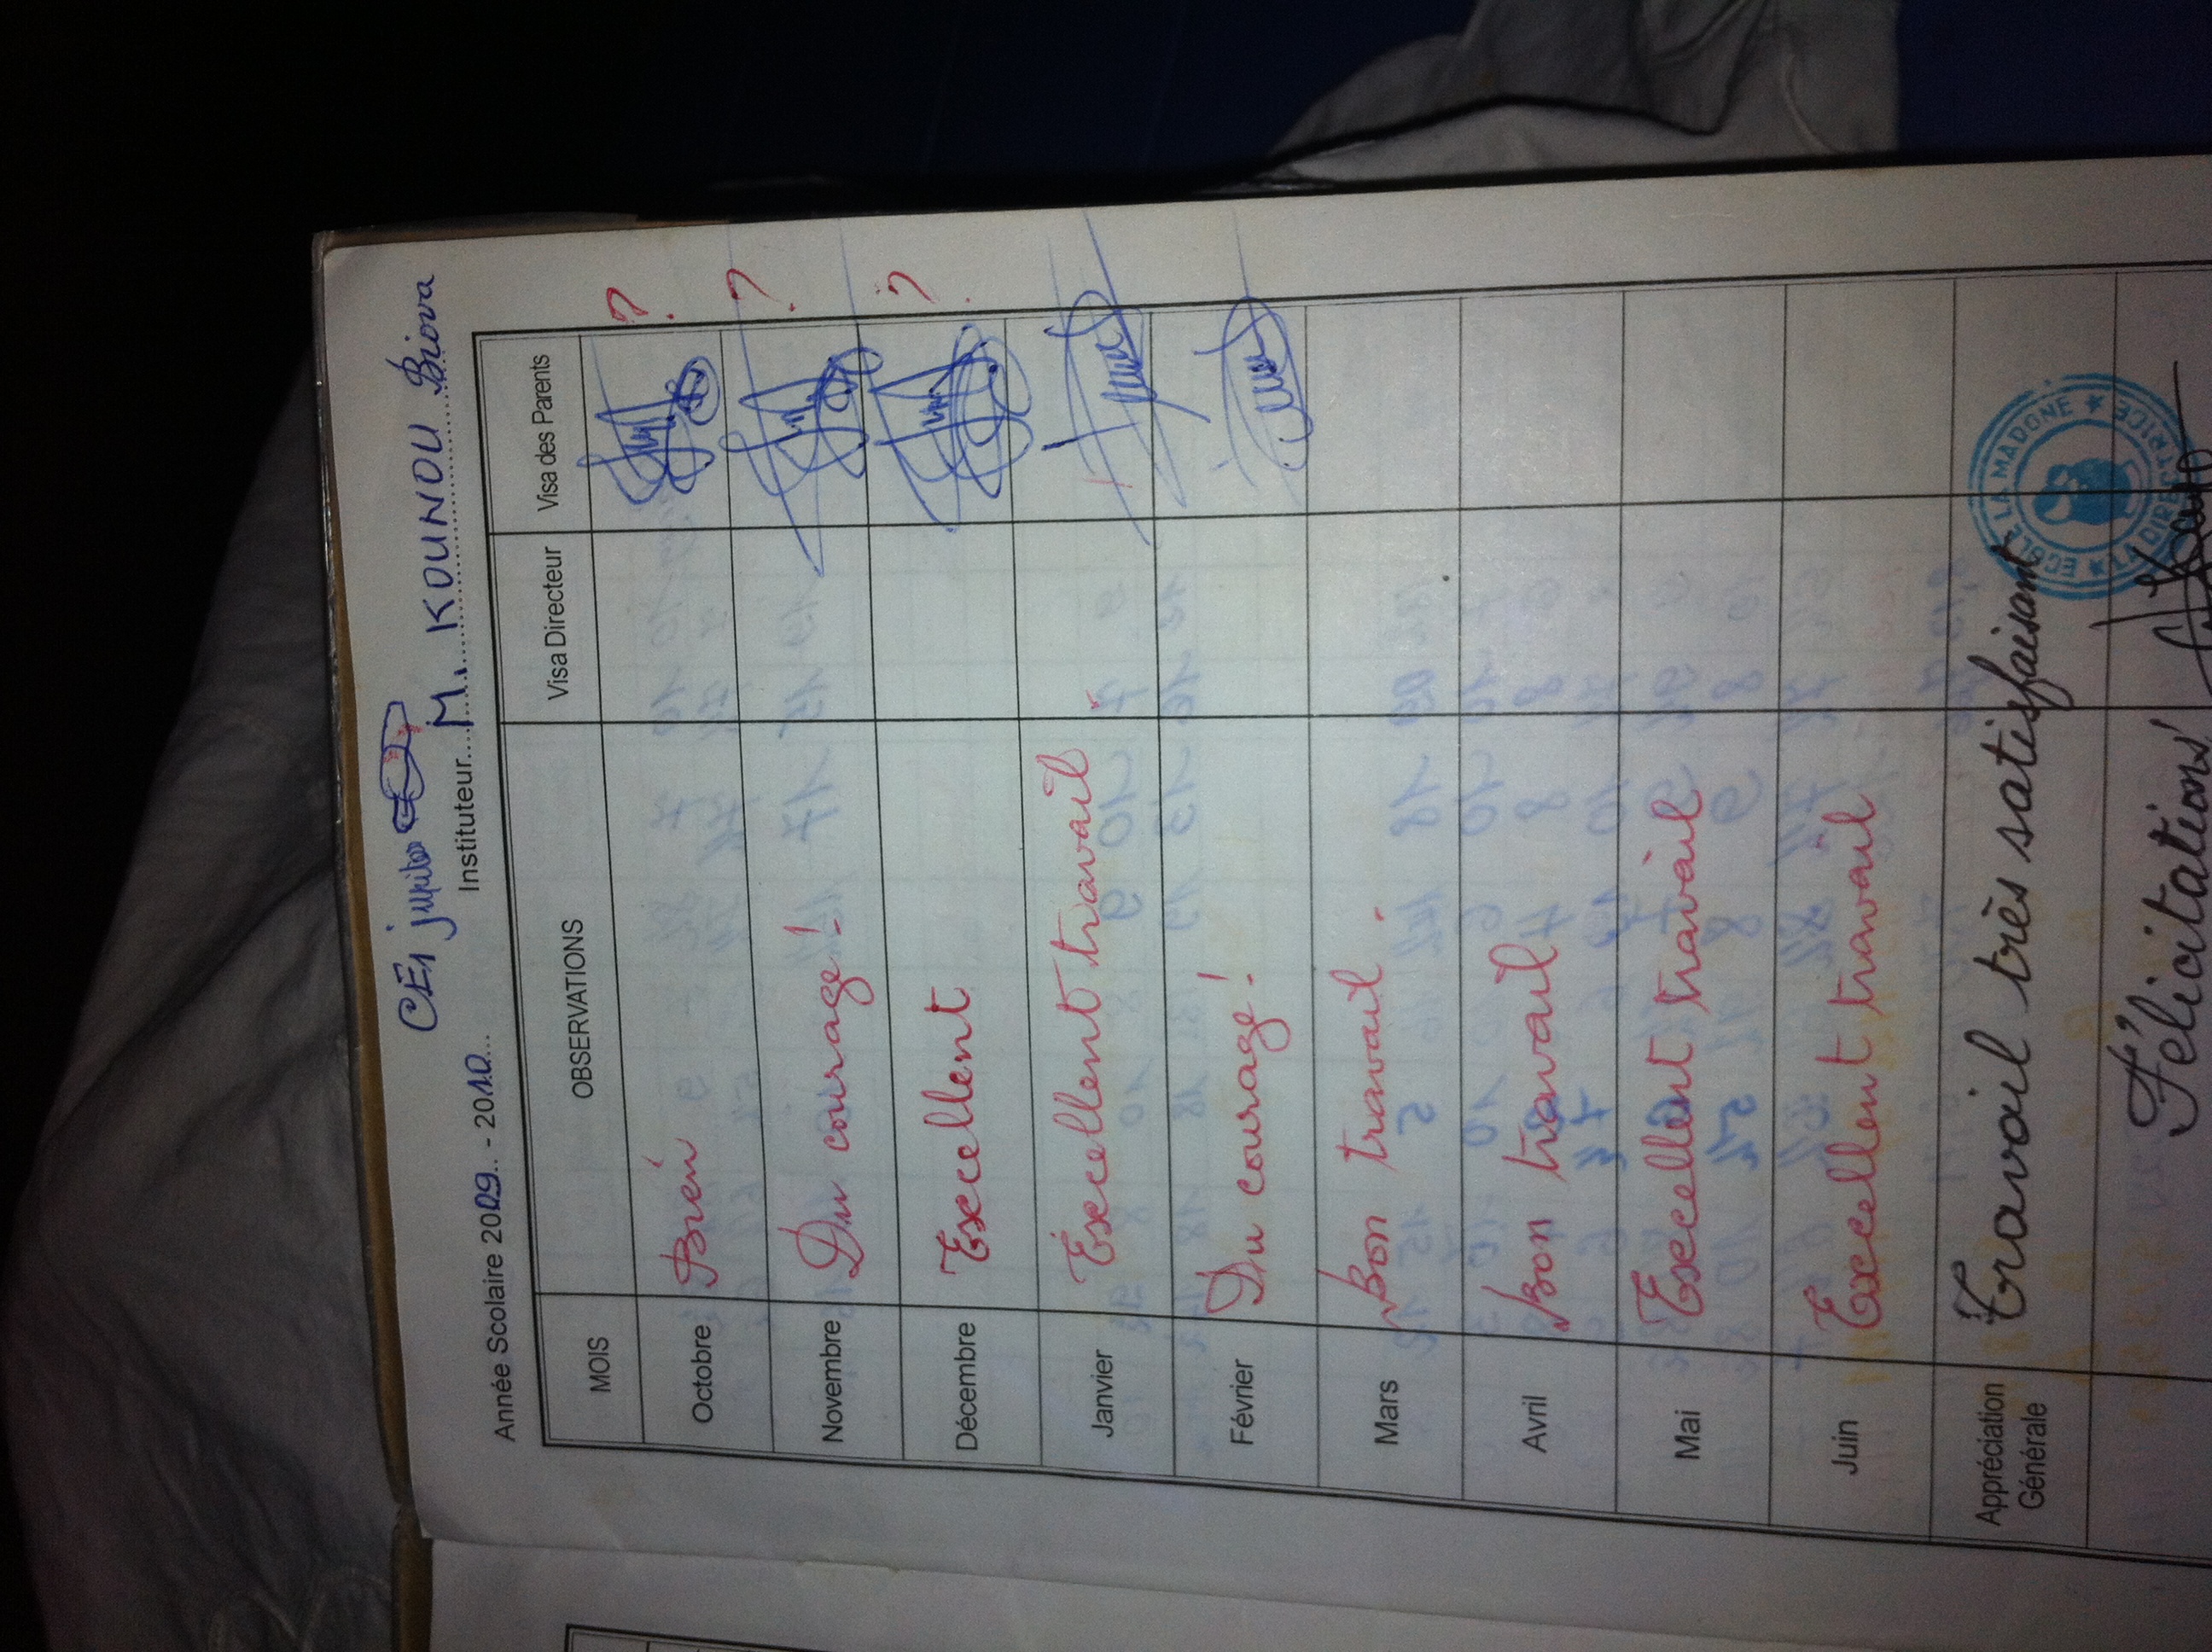 CE1 jupiter
Année Scolaire 2009 - 2010 Instituteur M. KOUNOU Biova
MOIS OBSERVATIONS Visa Directeur Visa des Parents
Octobre Bien ?
Novembre Du courage! ?
Décembre Excellent ?
Janvier Excellent travail.
Février Du courage!
Mars Bon travail.
Avril Bon travail
Mai Excellent travail
Juin Excellent travail
Appréciation Générale Travail très satisfaisant
ECOLE LA MADONE
LA DIRECTRICE
Félicitations!